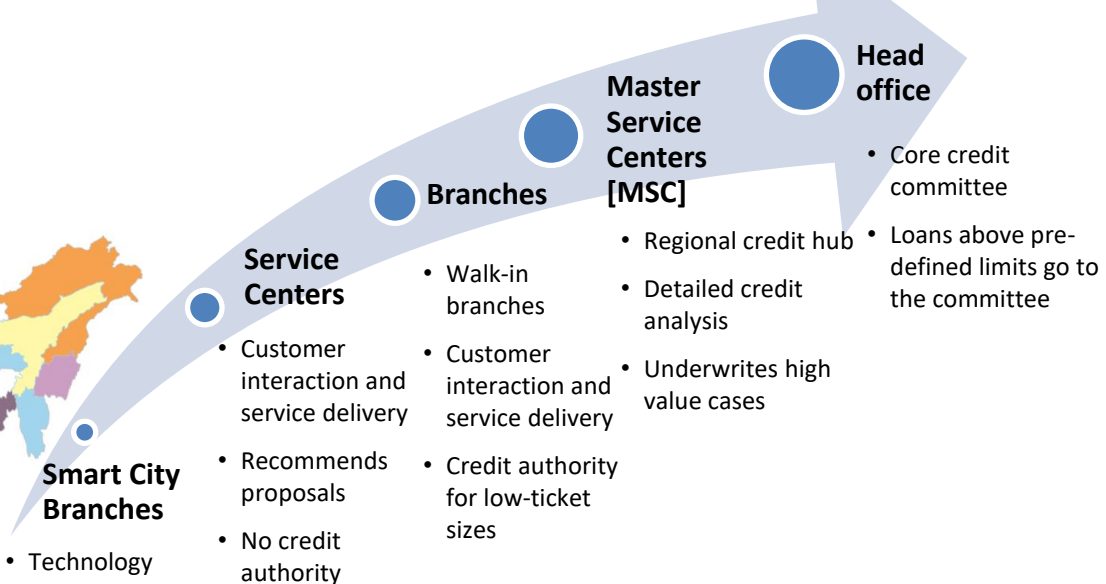 Smart City
Branches
• Technology
Service
Centers
• Customer
interaction and
service delivery
• Recommends
proposals
• No credit
authority
Branches
• Walk-in
branches
• Customer
interaction and
service delivery
• Credit authority
for low-ticket
sizes
Master
Service
Centers
[MSC]
• Regional credit hub
• Detailed credit
analysis
• Underwrites high
value cases
Head
office
• Core credit
committee
• Loans above pre-
defined limits go to
the committee